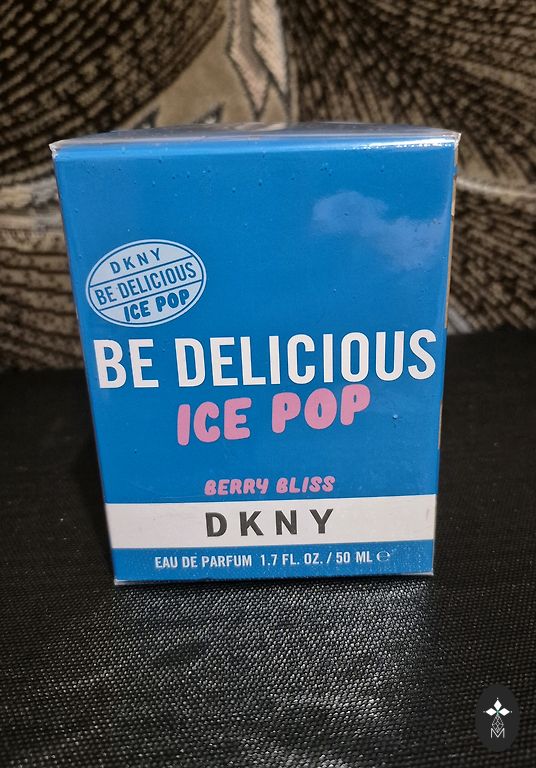 DKNY
BE DELICIOUS
ICE POP
BE DELICIOUS
ICE POP
BERRY BLISS
DKNY
EAU DE PARFUM 1.7 FL. OZ. / 50 ML ℮
M